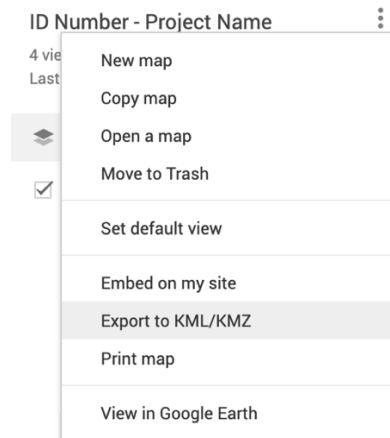 ID Number - Project Name
4 vie
Last
New map
Copy map
Open a map
Move to Trash
Set default view
Embed on my site
Export to KML/KMZ
Print map
View in Google Earth